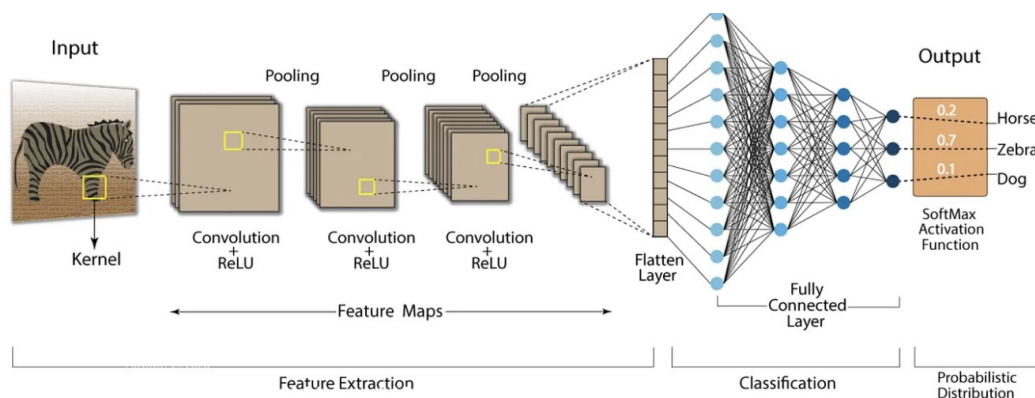 Input
Kernel
Pooling
Pooling
Pooling
Convolution
+
ReLU
Convolution
+
ReLU
Convolution
+
ReLU
Feature Maps
Flatten
Layer
Fully
Connected
Layer
Output
0.2
0.7
0.1
Horse
Zebra
Dog
SoftMax
Activation
Function
Feature Extraction
Classification
Probabilistic
Distribution